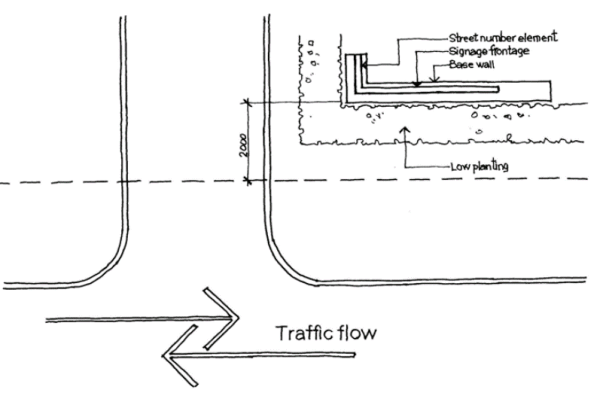 Street number element
Signage frontage
Base wall
2000
Low planting
Traffic flow